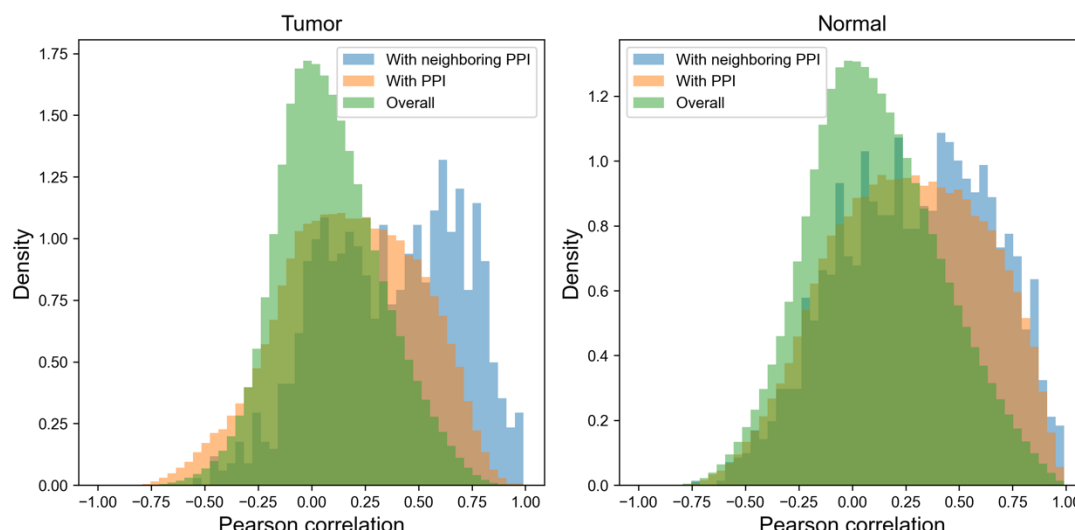 Tumor
With neighboring PPI
With PPI
Overall
1.75
1.50
1.25
1.00
0.75
0.50
0.25
0.00
Density
−1.00 −0.75 −0.50 −0.25 0.00 0.25 0.50 0.75 1.00
Pearson correlation
Normal
With neighboring PPI
With PPI
Overall
1.2
1.0
0.8
0.6
0.4
0.2
0.0
Density
−1.00 −0.75 −0.50 −0.25 0.00 0.25 0.50 0.75 1.00
Pearson correlation